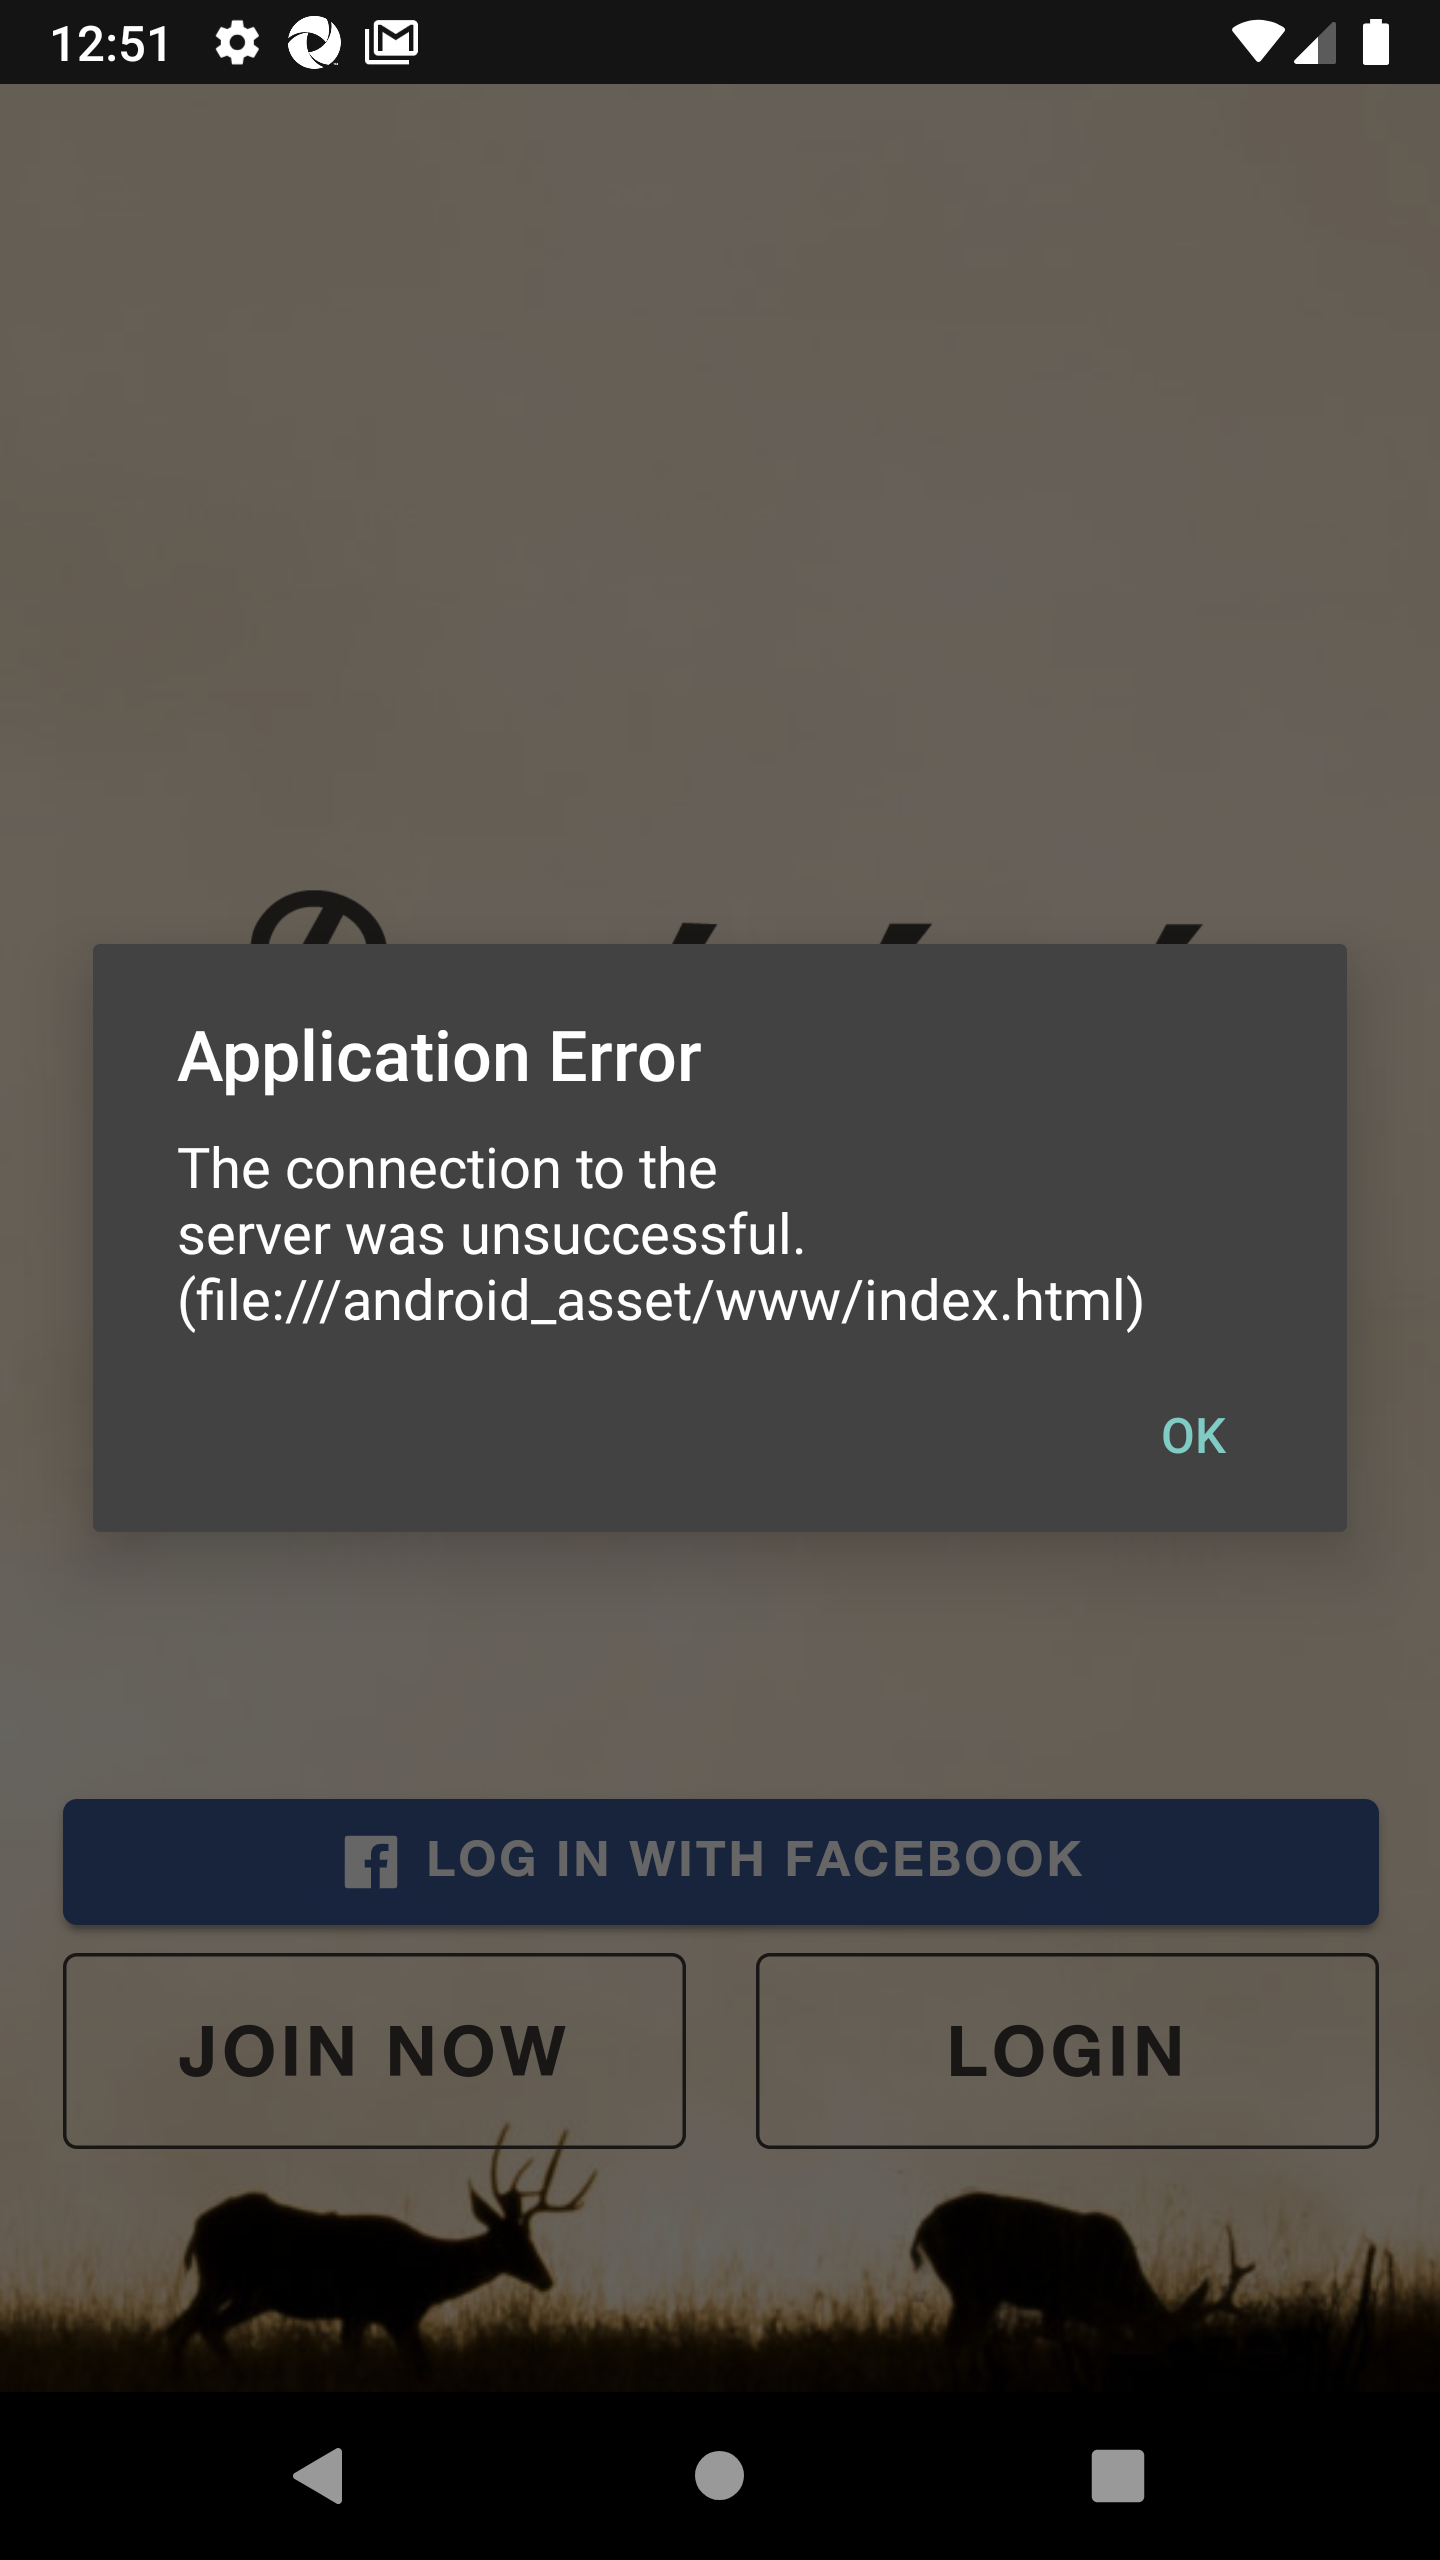 12:51
Application Error
The connection to the
server was unsuccessful.
(file:///android_asset/www/index.html)
OK
LOG IN WITH FACEBOOK
JOIN NOW
LOGIN